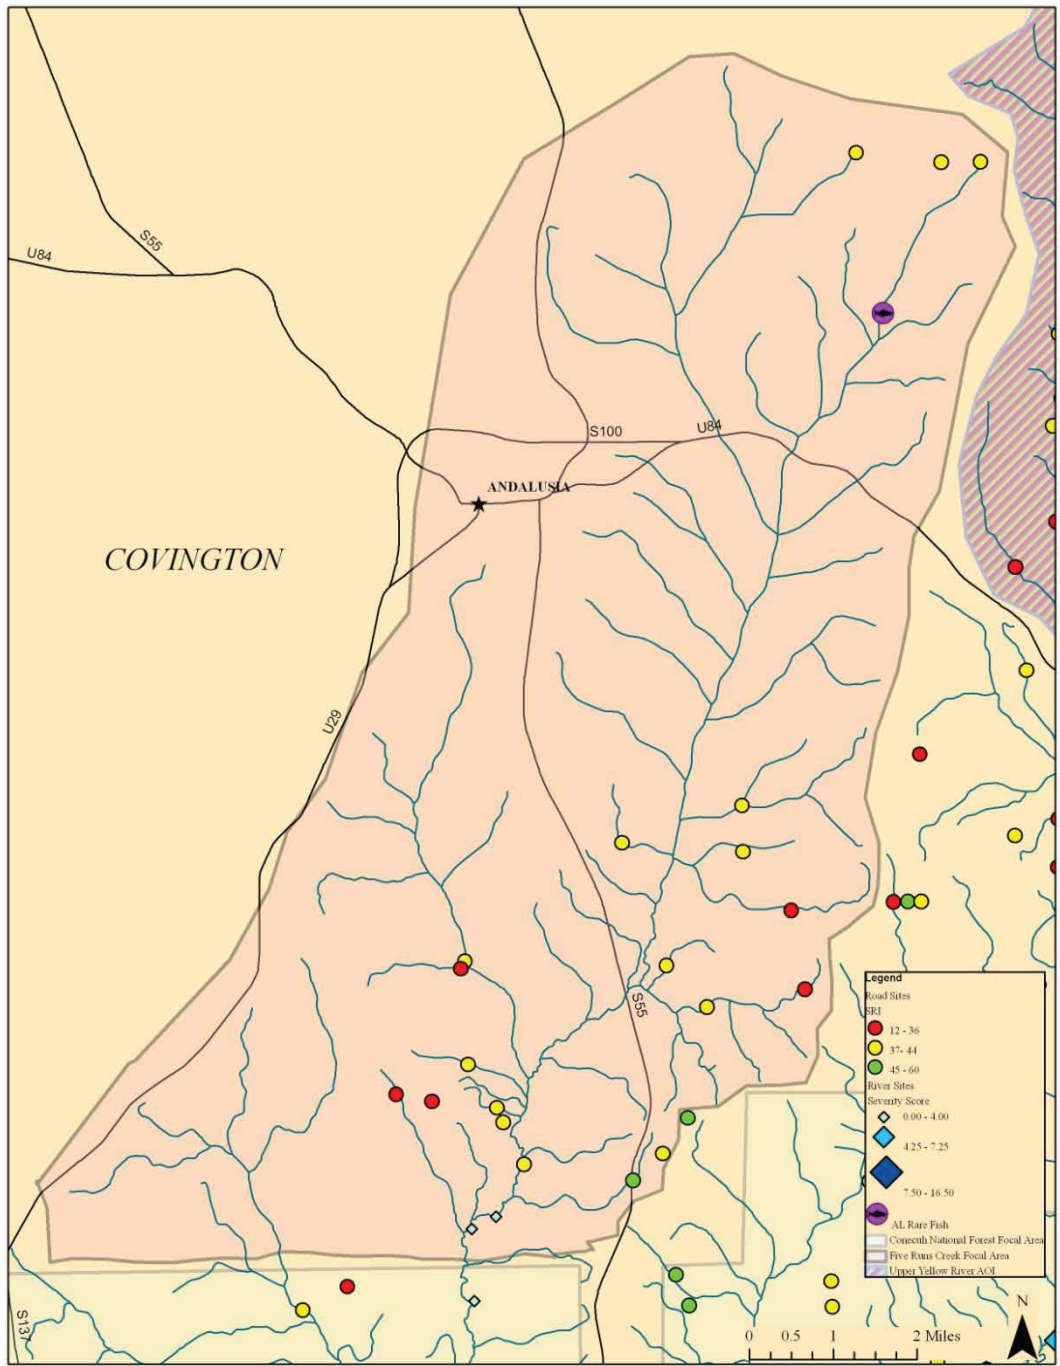 S55
U84
S100
U84
ANDALUSIA
COVINGTON
U29
S55
Legend
Road Sites
SRI
12 - 36
37- 44
45 - 60
River Sites
Severity Score
0.00 - 4.00
4.25 - 7.25
7.50 - 16.50
AL Rare Fish
Conecuh National Forest Focal Area
Five Runs Creek Focal Area
Upper Yellow River AOI
S137
N
0 0.5 1 2 Miles